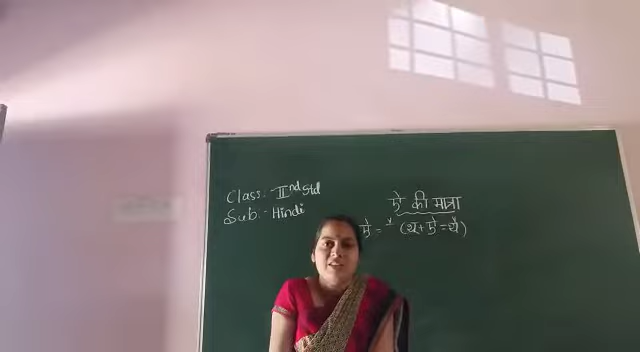 Class:- IInd Std
Sub:- Hindi
ऐ की मात्रा
ऐ = ै (थ+ऐ=थै)